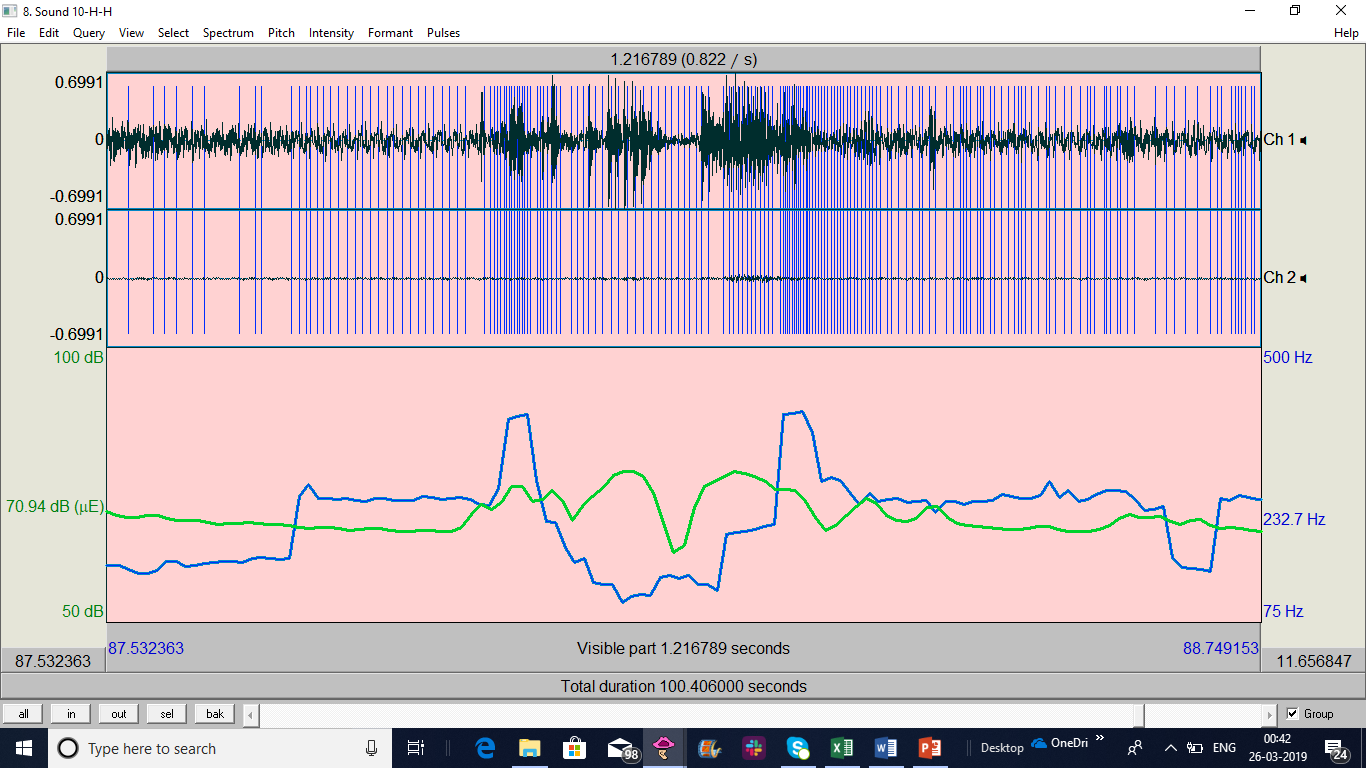 8. Sound 10-H-H
File Edit Query View Select Spectrum Pitch Intensity Formant Pulses Help
1.216789 (0.822 / s)
0.6991
0
-0.6991
Ch 1
0.6991
0
-0.6991
Ch 2
100 dB
500 Hz
70.94 dB (µE)
232.7 Hz
50 dB
75 Hz
87.532363
87.532363
Visible part 1.216789 seconds
88.749153
11.656847
Total duration 100.406000 seconds
all in out sel bak
Group
Type here to search
98
Desktop
OneDri
ENG
00:42
26-03-2019
24